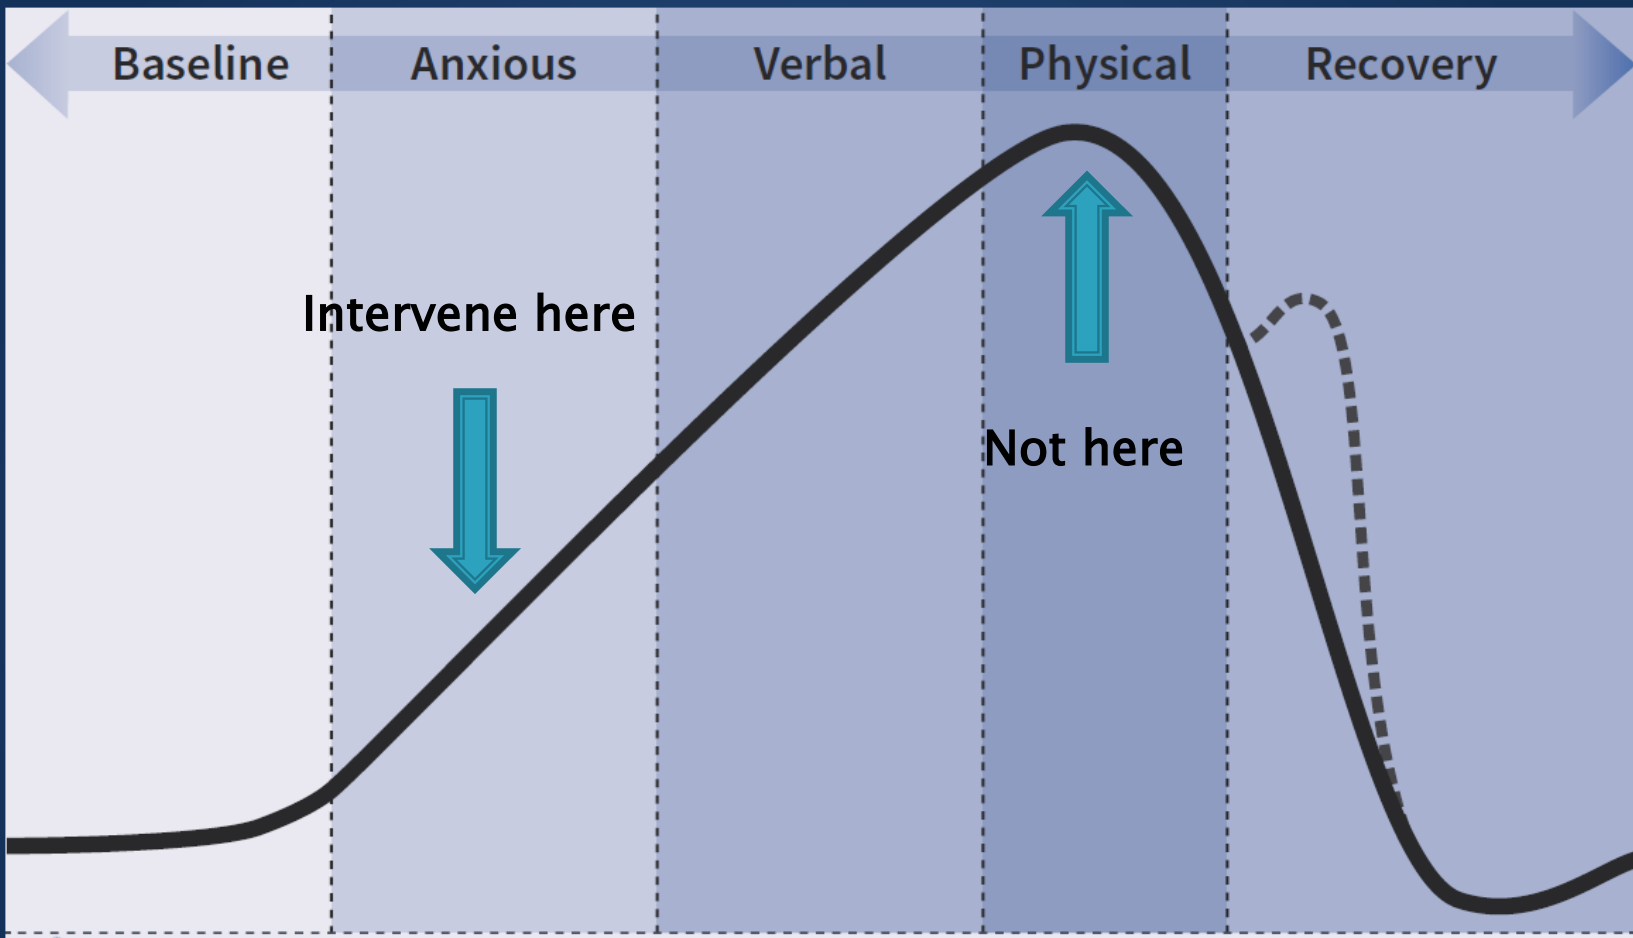 Baseline Anxious Verbal Physical Recovery
Intervene here
Not here